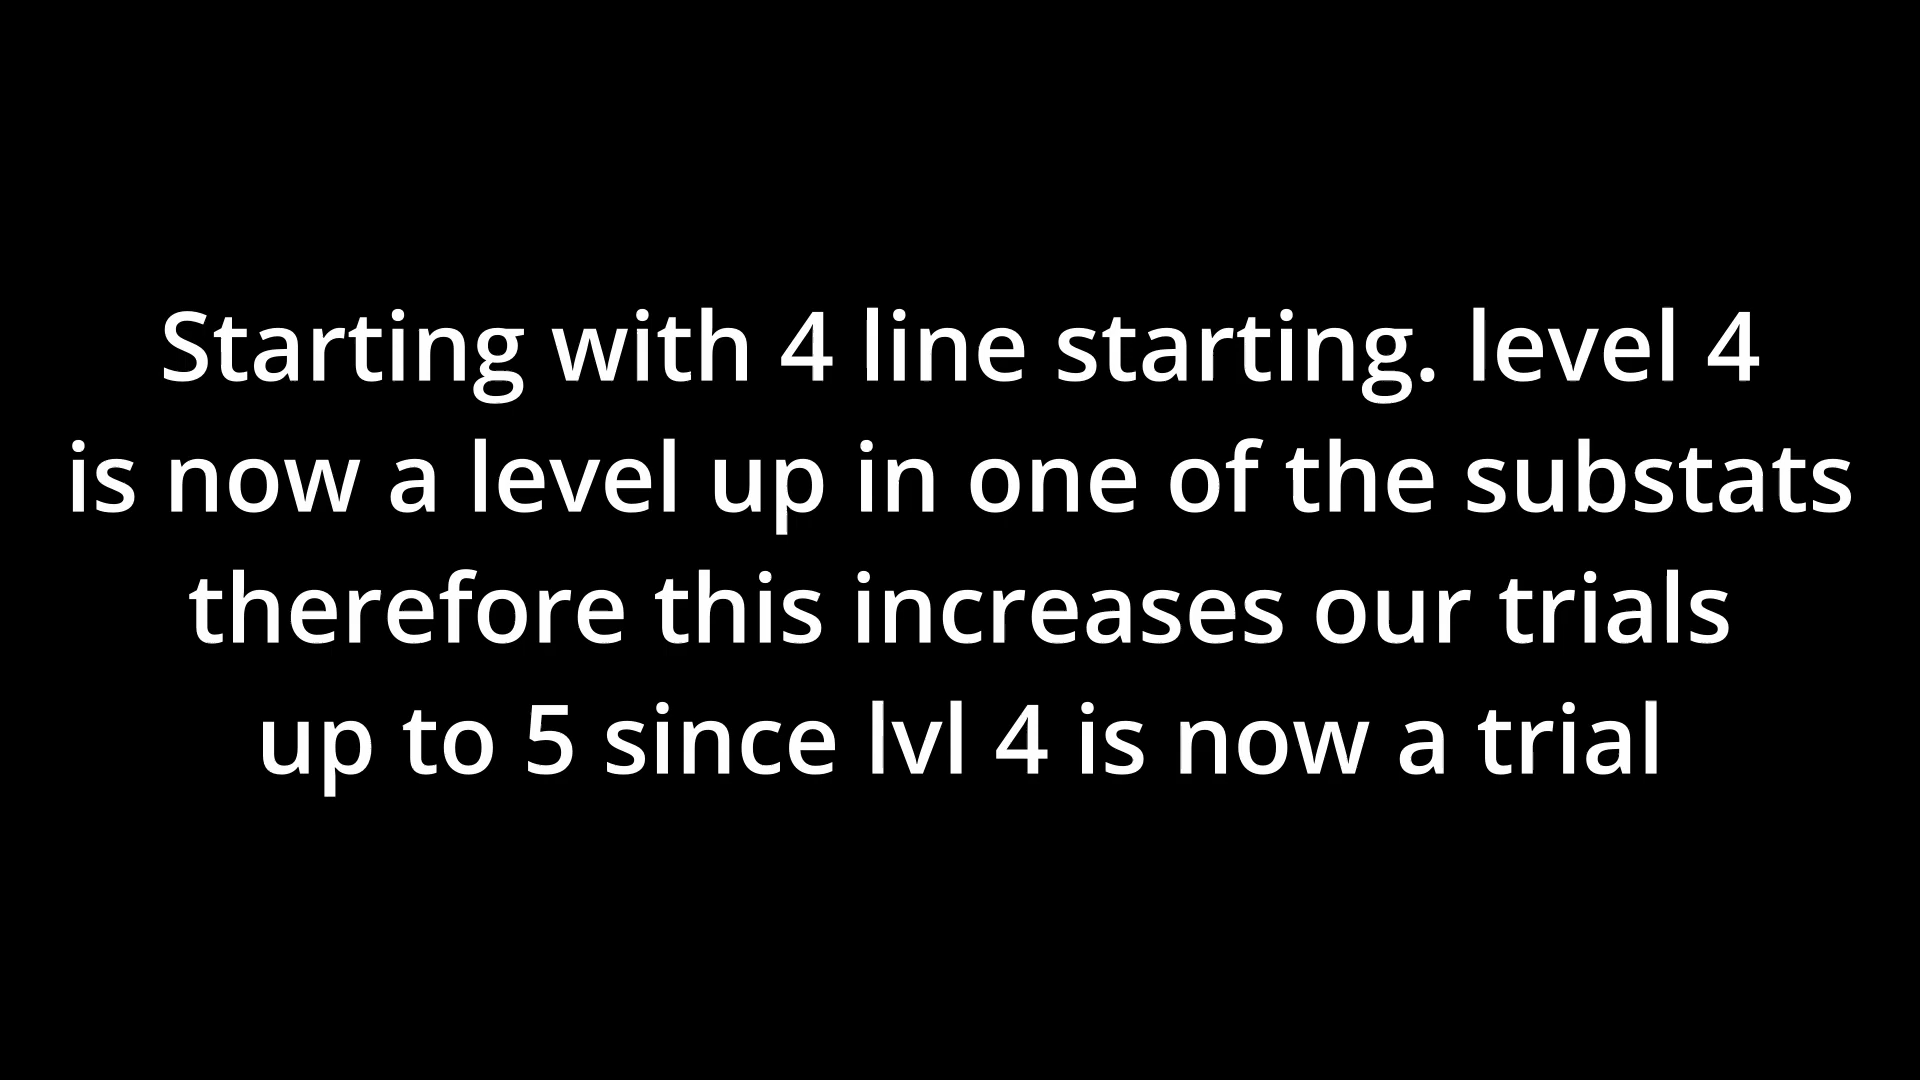 Starting with 4 line starting. level 4
is now a level up in one of the substats
therefore this increases our trials
up to 5 since lvl 4 is now a trial